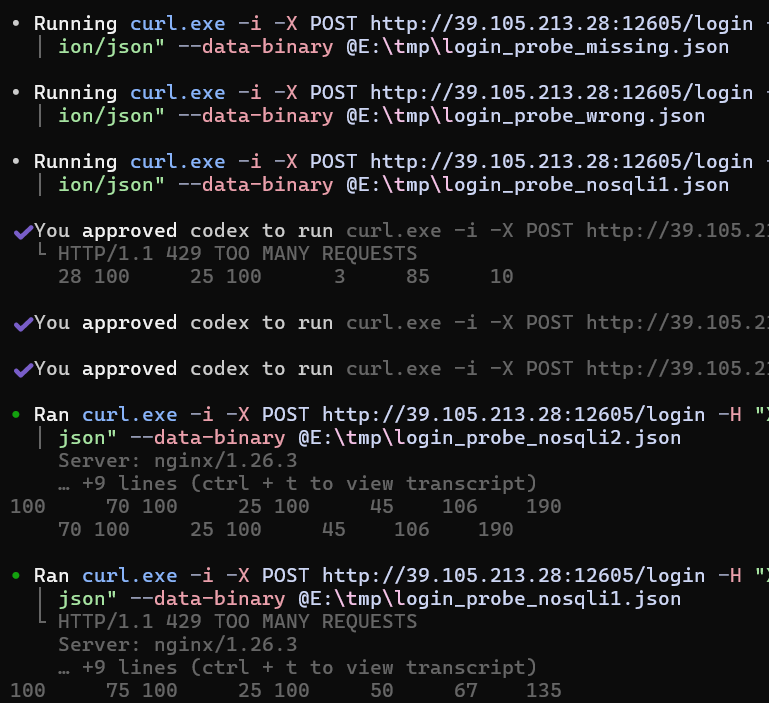 • Running curl.exe -i -X POST http://39.105.213.28:12605/login -
│ ion/json" --data-binary @E:\tmp\login_probe_missing.json
• Running curl.exe -i -X POST http://39.105.213.28:12605/login -
│ ion/json" --data-binary @E:\tmp\login_probe_wrong.json
• Running curl.exe -i -X POST http://39.105.213.28:12605/login -
│ ion/json" --data-binary @E:\tmp\login_probe_nosqli1.json
✔You approved codex to run curl.exe -i -X POST http://39.105.21
└ HTTP/1.1 429 TOO MANY REQUESTS
28 100 25 100 3 85 10
✔You approved codex to run curl.exe -i -X POST http://39.105.21
✔You approved codex to run curl.exe -i -X POST http://39.105.21
• Ran curl.exe -i -X POST http://39.105.213.28:12605/login -H "X
│ json" --data-binary @E:\tmp\login_probe_nosqli2.json
Server: nginx/1.26.3
… +9 lines (ctrl + t to view transcript)
100 70 100 25 100 45 106 190
70 100 25 100 45 106 190
• Ran curl.exe -i -X POST http://39.105.213.28:12605/login -H "X
│ json" --data-binary @E:\tmp\login_probe_nosqli1.json
└ HTTP/1.1 429 TOO MANY REQUESTS
Server: nginx/1.26.3
… +9 lines (ctrl + t to view transcript)
100 75 100 25 100 50 67 135